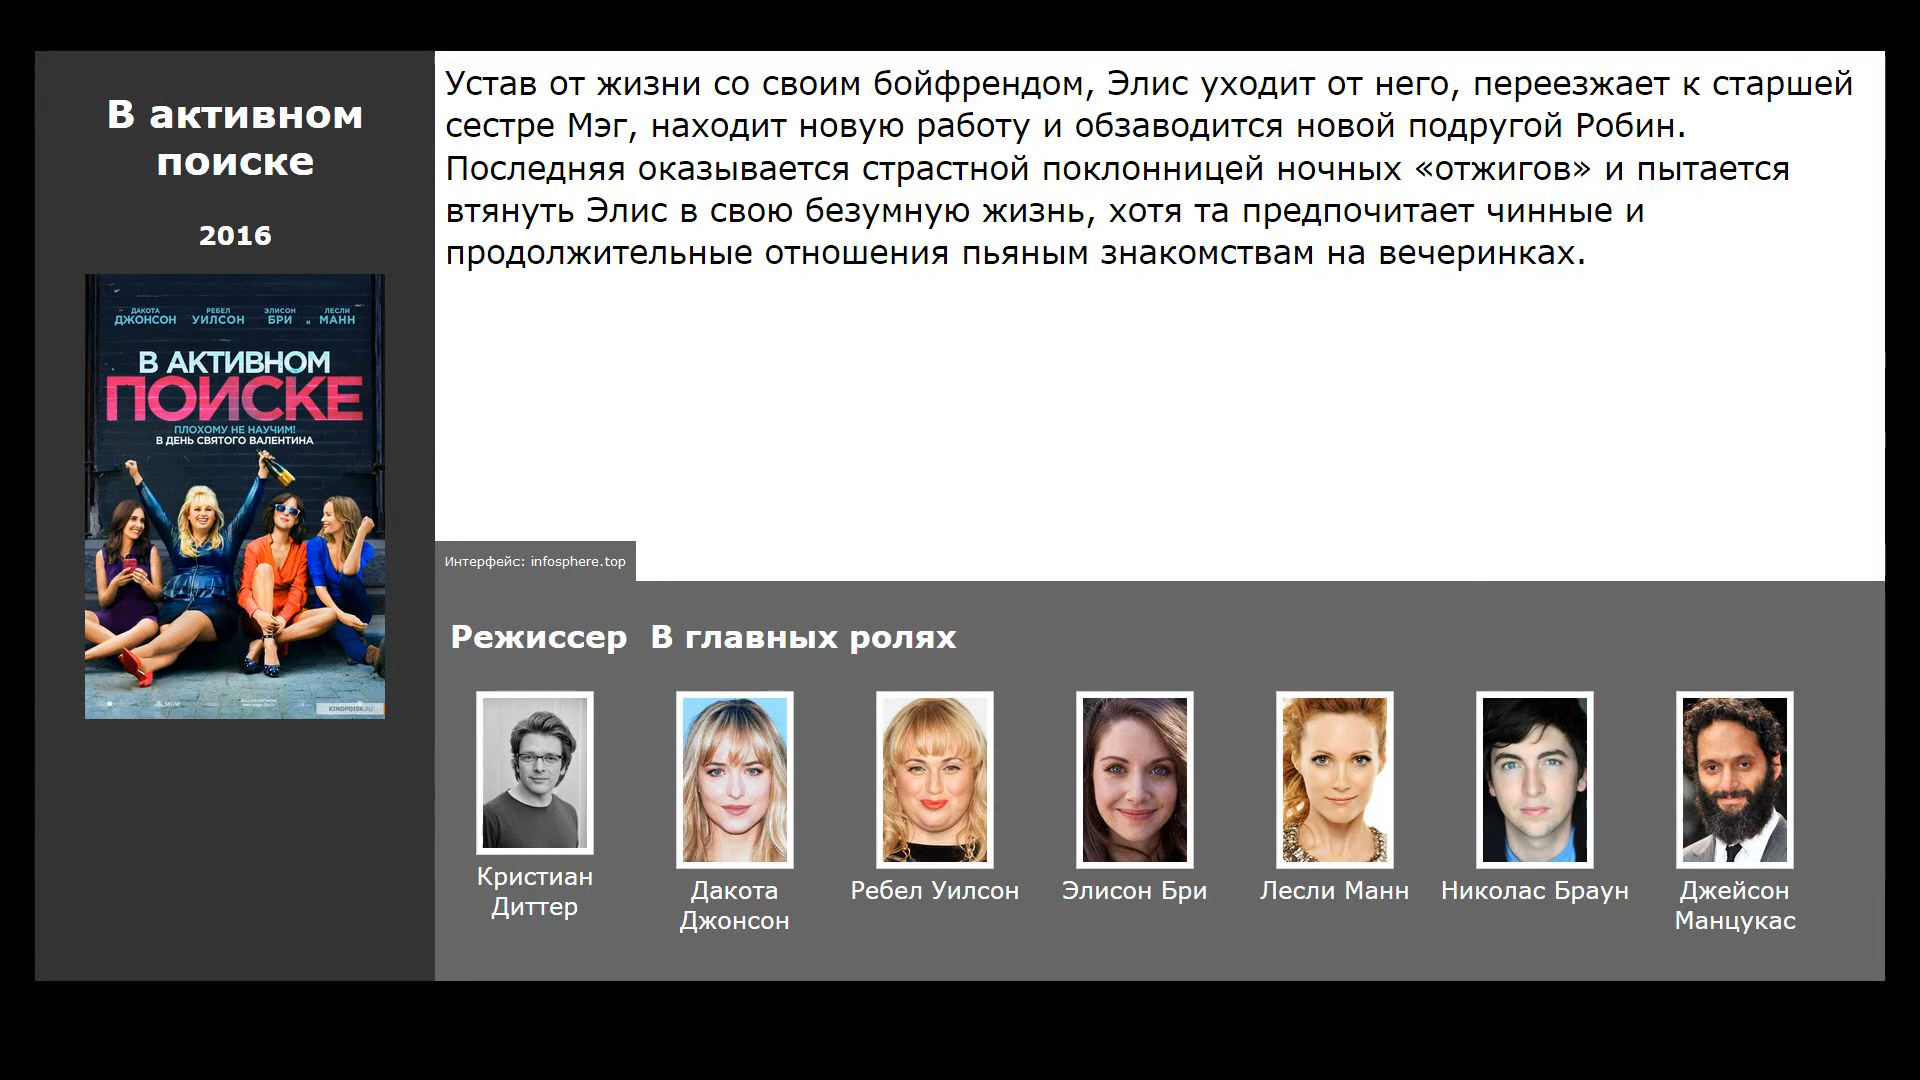 В активном
поиске
2016
ДАКОТА
ДЖОНСОН
РЕБЕЛ
УИЛСОН
ЭЛИСОН
БРИ
и
ЛЕСЛИ
МАНН
В АКТИВНОМ
ПОИСКЕ
ПЛОХОМУ НЕ НАУЧИМ!
В ДЕНЬ СВЯТОГО ВАЛЕНТИНА
MGM
KINOPOISK.RU
Устав от жизни со своим бойфрендом, Элис уходит от него, переезжает к старшей
сестре Мэг, находит новую работу и обзаводится новой подругой Робин.
Последняя оказывается страстной поклонницей ночных «отжигов» и пытается
втянуть Элис в свою безумную жизнь, хотя та предпочитает чинные и
продолжительные отношения пьяным знакомствам на вечеринках.
Интерфейс: infosphere.top
Режиссер
В главных ролях
Кристиан
Диттер
Дакота
Джонсон
Ребел Уилсон
Элисон Бри
Лесли Манн
Николас Браун
Джейсон
Манцукас